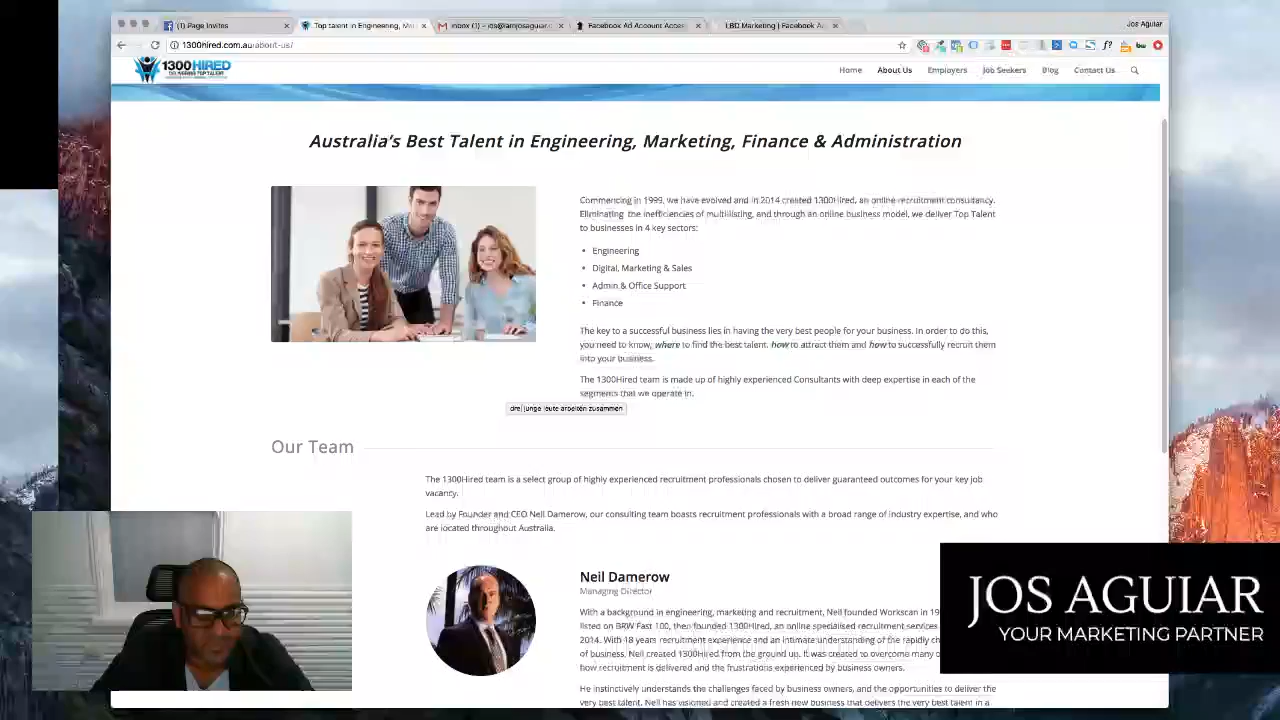 (1) Page Invites
Top talent in Engineering, Ma
Facebook Ad Account Access
LBD Marketing | Facebook A
Jos Aguiar
1300hired.com.au/about-us/
1300HIRED
Home
About Us
Employers
Job Seekers
Blog
Contact Us
Australia's Best Talent in Engineering, Marketing, Finance & Administration
Commencing in 1999, we have evolved and in 2014 created 1300Hired, an online recruitment consultancy.
Eliminating the inefficiencies of multilisting, and through an online business model, we deliver Top Talent
to businesses in 4 key sectors:
Engineering
Digital, Marketing & Sales
Admin & Office Support
Finance
The key to a successful business lies in having the very best people for your business. In order to do this,
you need to know, where to find the best talent, how to attract them and how to successfully recruit them
into your business.
The 1300Hired team is made up of highly experienced Consultants with deep expertise in each of the
segments that we operate in.
drei junge leute arbeiten zusammen
Our Team
The 1300Hired team is a select group of highly experienced recruitment professionals chosen to deliver guaranteed outcomes for your key job
vacancy.
Lead by Founder and CEO Neil Damerow, our consulting team boasts recruitment professionals with a broad range of industry expertise, and who
are located throughout Australia.
Neil Damerow
Managing Director
With a background in engineering, marketing and recruitment, Neil founded Workscan in 19
listed on BRW Fast 100, then founded 1300Hired, an online specialised recruitment services
2014. With 18 years recruitment experience and an intimate understanding of the rapidly ch
of business, Neil created 1300Hired from the ground up. It was created to overcome many o
how recruitment is delivered and the frustrations experienced by business owners.
He instinctively understands the challenges faced by business owners, and the opportunities to deliver the
very best talent. Neil has visioned and created a fresh new business that delivers the very best talent in a
JOS AGUIAR
YOUR MARKETING PARTNER